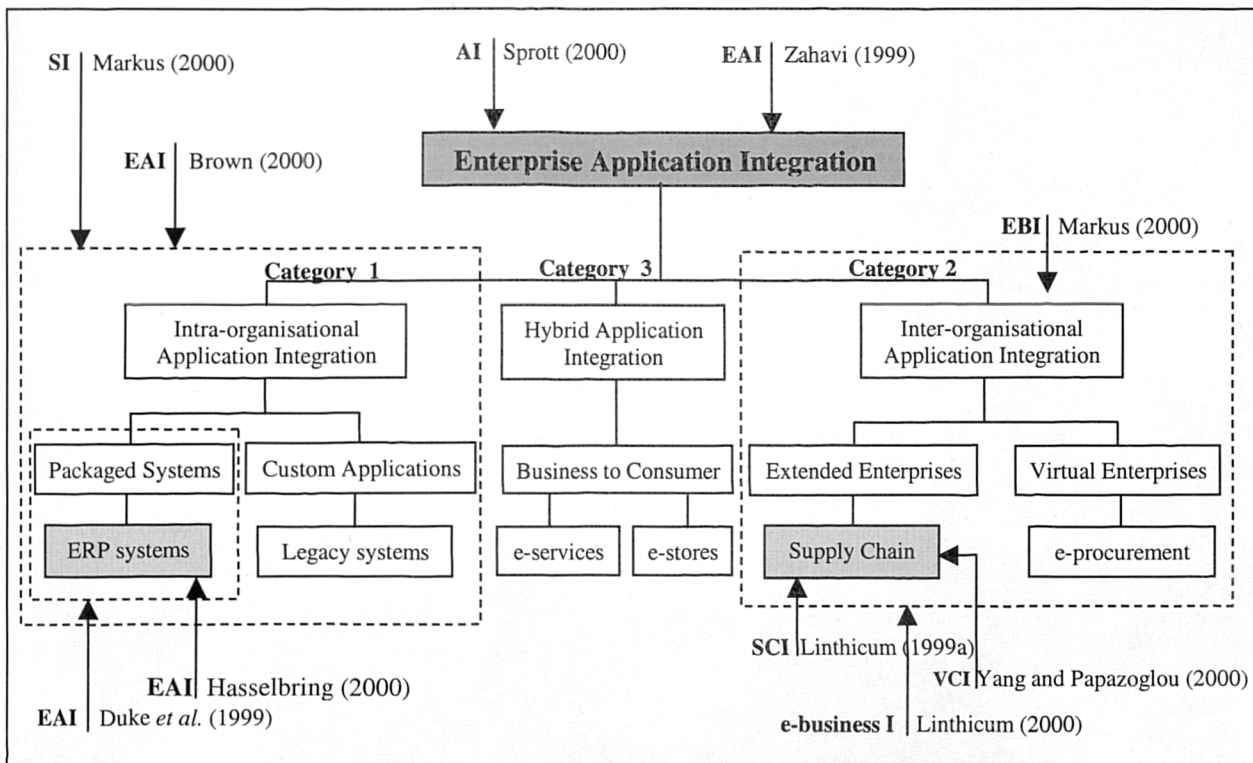 SI Markus (2000)
AI Sprott (2000)
EAI Zahavi (1999)
EAI Brown (2000)
Enterprise Application Integration
EBI Markus (2000)
Category 1
Category 3
Category 2
Intra-organisational
Application Integration
Hybrid Application
Integration
Inter-organisational
Application Integration
Packaged Systems
Custom Applications
Business to Consumer
Extended Enterprises
Virtual Enterprises
ERP systems
Legacy systems
e-services
e-stores
Supply Chain
e-procurement
SCI Linthicum (1999a)
VCI Yang and Papazoglou (2000)
EAI Hasselbring (2000)
EAI Duke et al. (1999)
e-business I Linthicum (2000)